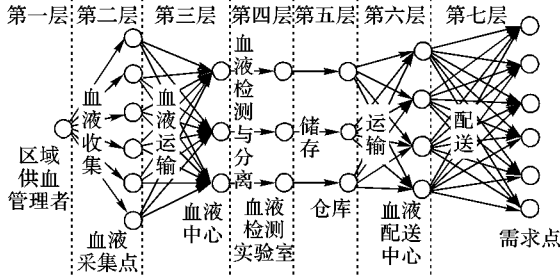 第一层 第二层 第三层 第四层 第五层 第六层 第七层
血液收集
血液运输
血液检测与分离
储存
运输
配送
区域
供血
管理者
血液
采集点
血液
中心
血液
检测
实验室
仓库
血液
配送
中心
需求点